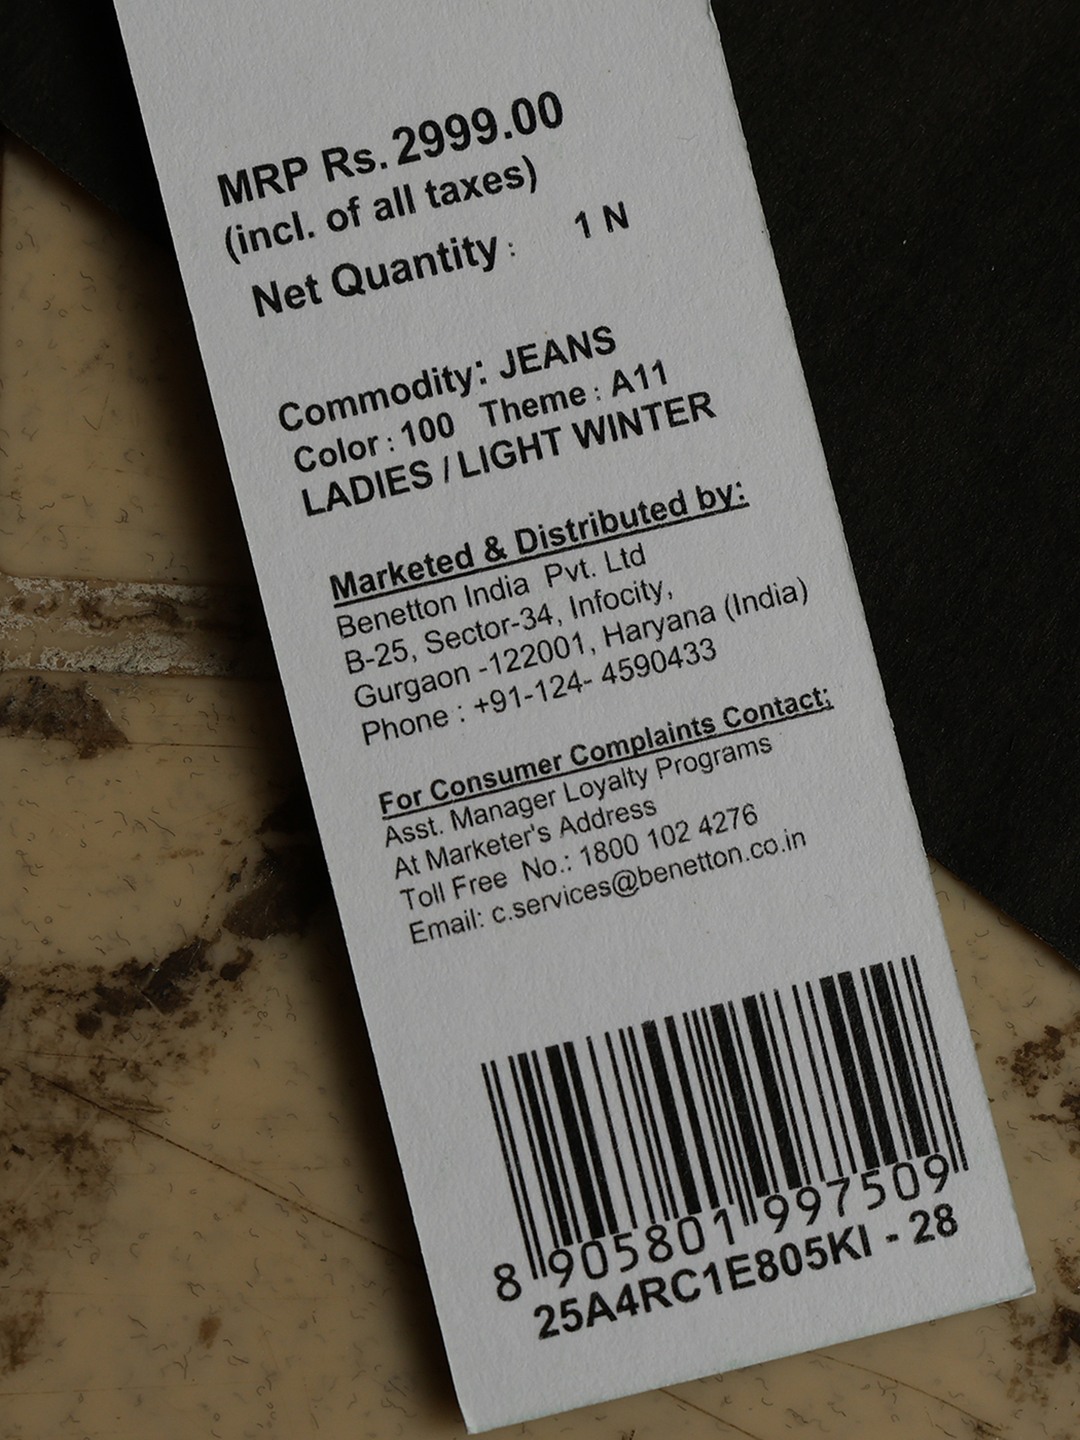 MRP Rs. 2999.00
(incl. of all taxes)
Net Quantity : 1 N
Commodity: JEANS
Color : 100 Theme : A11
LADIES / LIGHT WINTER
Marketed & Distributed by:
Benetton India Pvt. Ltd
B-25, Sector-34, Infocity,
Gurgaon -122001, Haryana (India)
Phone : +91-124- 4590433
For Consumer Complaints Contact;
Asst. Manager Loyalty Programs
At Marketer's Address
Toll Free No.: 1800 102 4276
Email: c.services@benetton.co.in
8 905801 997509
25A4RC1E805KI - 28